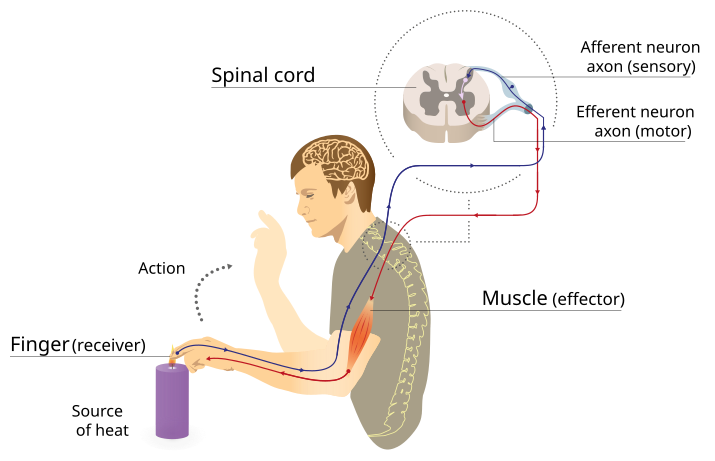 Afferent neuron
axon (sensory)
Spinal cord
Efferent neuron
axon (motor)
Action
Muscle (effector)
Finger (receiver)
Source
of heat